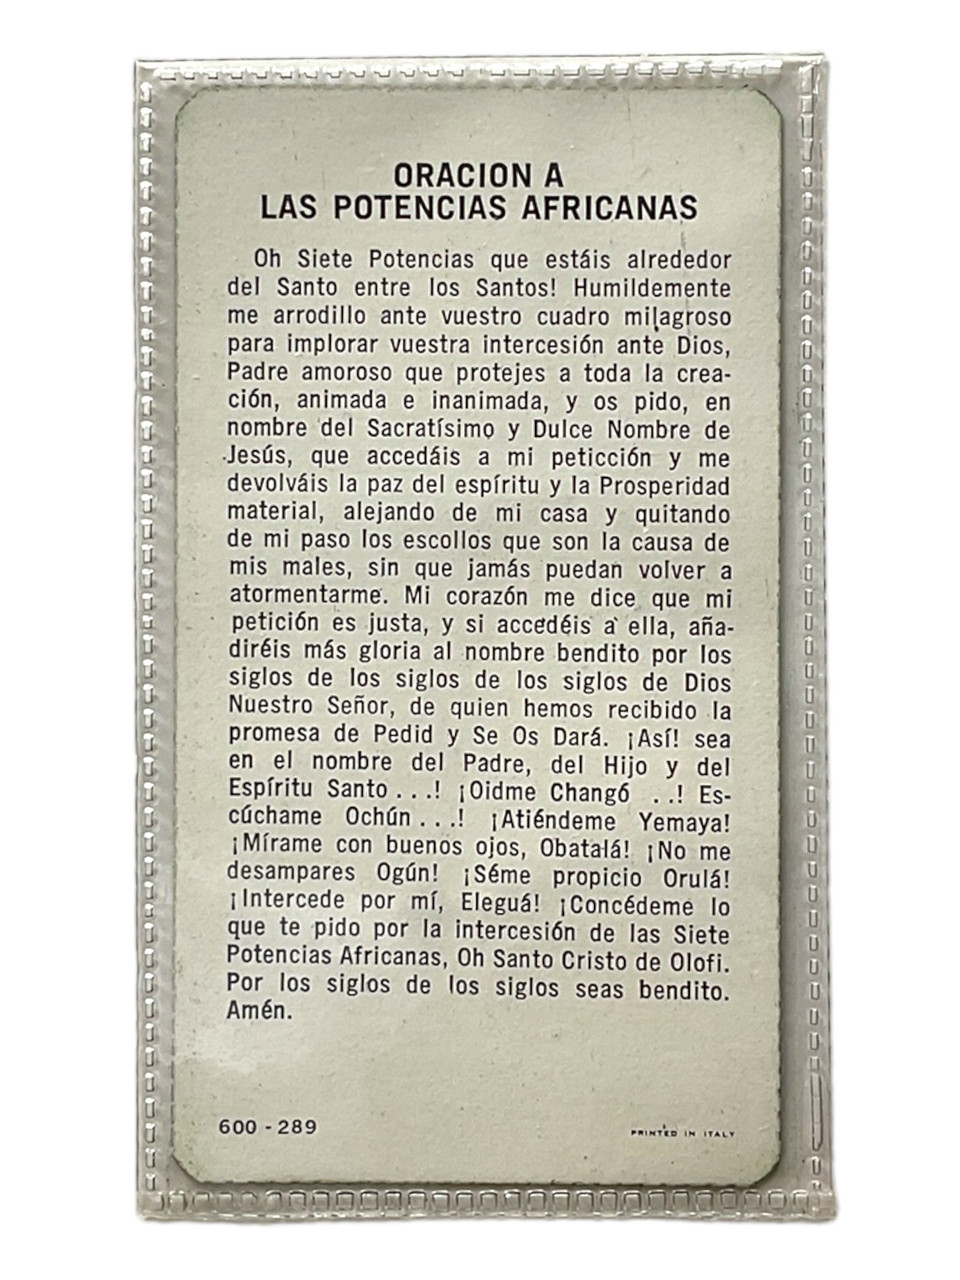 ORACION A
LAS POTENCIAS AFRICANAS
Oh Siete Potencias que estáis alrededor
del Santo entre los Santos! Humildemente
me arrodillo ante vuestro cuadro milagroso
para implorar vuestra intercesión ante Dios,
Padre amoroso que protejes a toda la crea-
ción, animada e inanimada, y os pido, en
nombre del Sacratísimo y Dulce Nombre de
Jesús, que accedáis a mi peticción y me
devolváis la paz del espíritu y la Prosperidad
material, alejando de mi casa y quitando
de mi paso los escollos que son la causa de
mis males, sin que jamás puedan volver a
atormentarme. Mi corazón me dice que mi
petición es justa, y si accedéis a ella, aña-
diréis más gloria al nombre bendito por los
siglos de los siglos de los siglos de Dios
Nuestro Señor, de quien hemos recibido la
promesa de Pedid y Se Os Dará. ¡Así! sea
en el nombre del Padre, del Hijo y del
Espíritu Santo...! ¡Oidme Changó ..! Es-
cúchame Ochún...! ¡Atiéndeme Yemaya!
¡Mírame con buenos ojos, Obatalá! ¡No me
desampares Ogún! ¡Séme propicio Orulá!
¡Intercede por mí, Eleguá! ¡Concédeme lo
que te pido por la intercesión de las Siete
Potencias Africanas, Oh Santo Cristo de Olofi.
Por los siglos de los siglos seas bendito.
Amén.
600 - 289
PRINTED IN ITALY